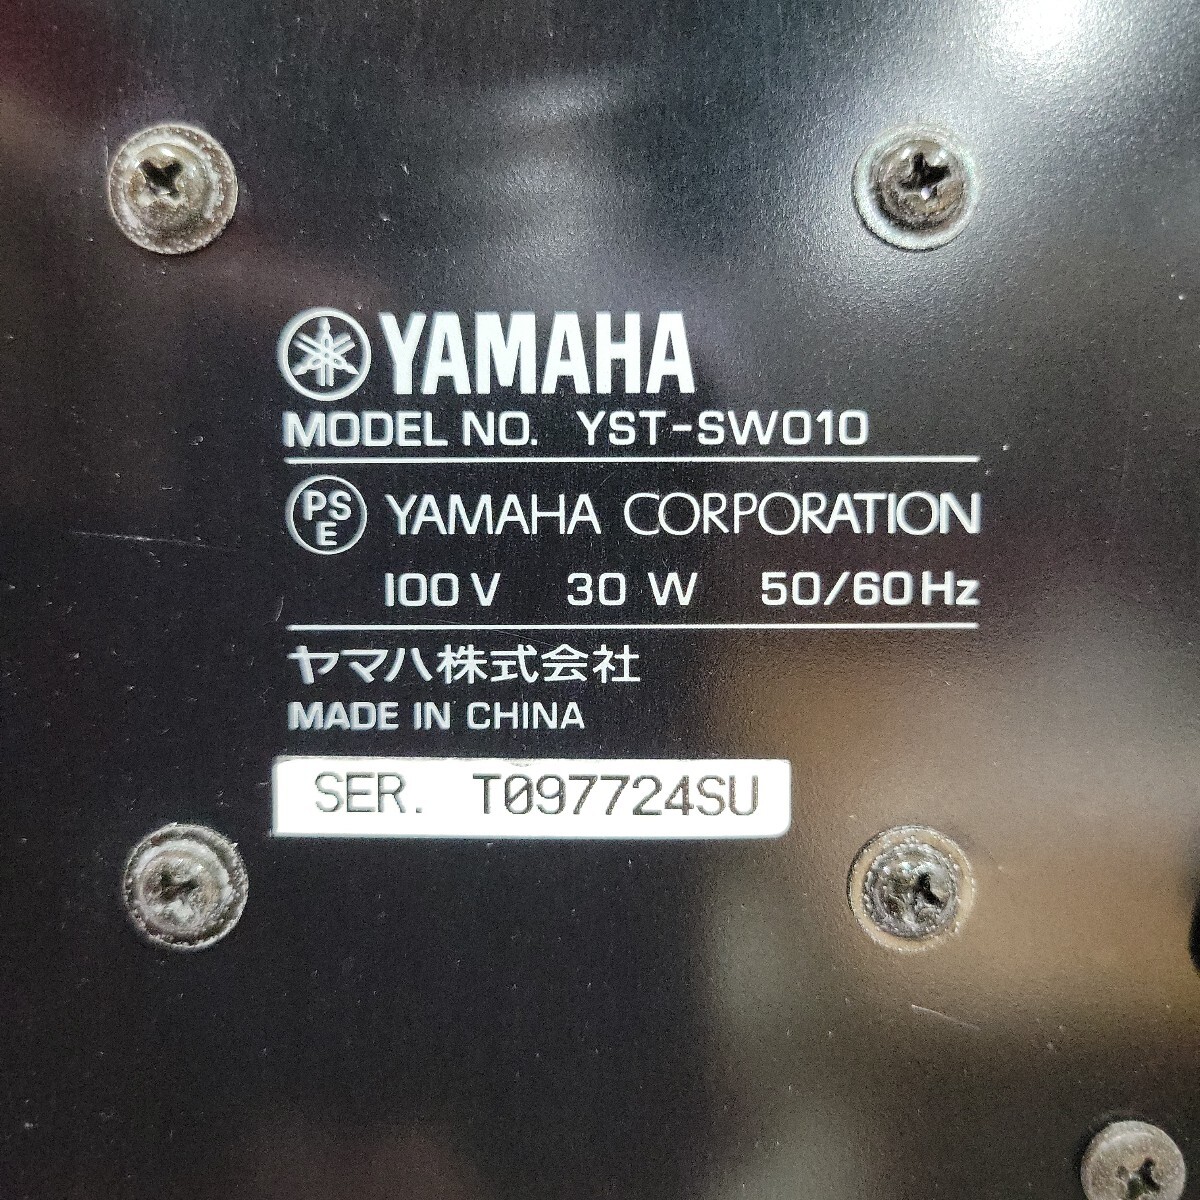 YAMAHA
MODEL NO. YST-SW010
PSE YAMAHA CORPORATION
100V 30 W 50/60Hz
ヤマハ株式会社
MADE IN CHINA
SER. T097724SU